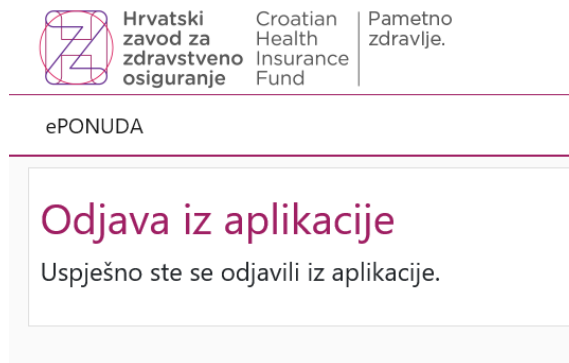 Hrvatski
zavod za
zdravstveno
osiguranje
Croatian
Health
Insurance
Fund
Pametno
zdravlje.
ePONUDA
Odjava iz aplikacije
Uspješno ste se odjavili iz aplikacije.